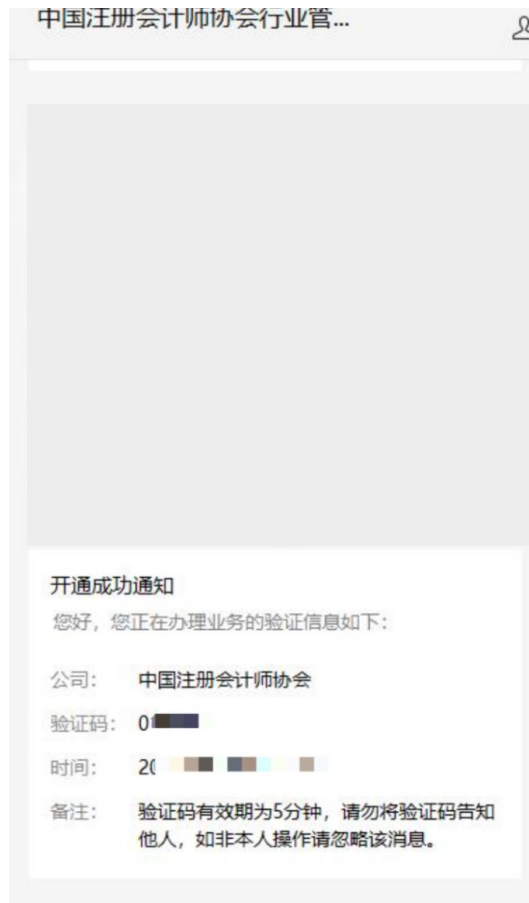 中国注册会计师协会行业管...
开通成功通知
您好，您正在办理业务的验证信息如下：
公司： 中国注册会计师协会
验证码： 0
时间： 20
备注： 验证码有效期为5分钟，请勿将验证码告知
他人，如非本人操作请忽略该消息。